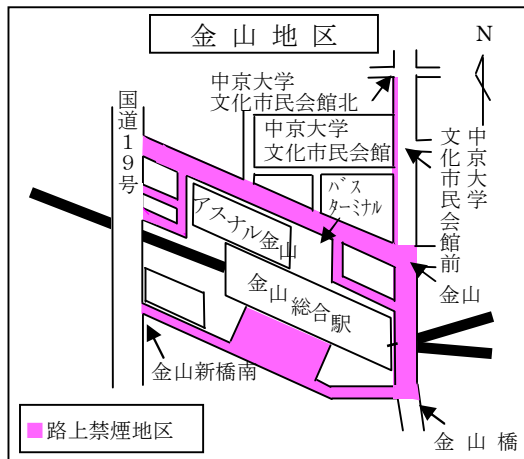 金山地区
N
中京大学
文化市民会館北
国道19号
中京大学
文化市民会館
中京大学
文化市民会館前
バス
ターミナル
アスナル金山
金山
金山総合駅
金山新橋南
路上禁煙地区
金山橋